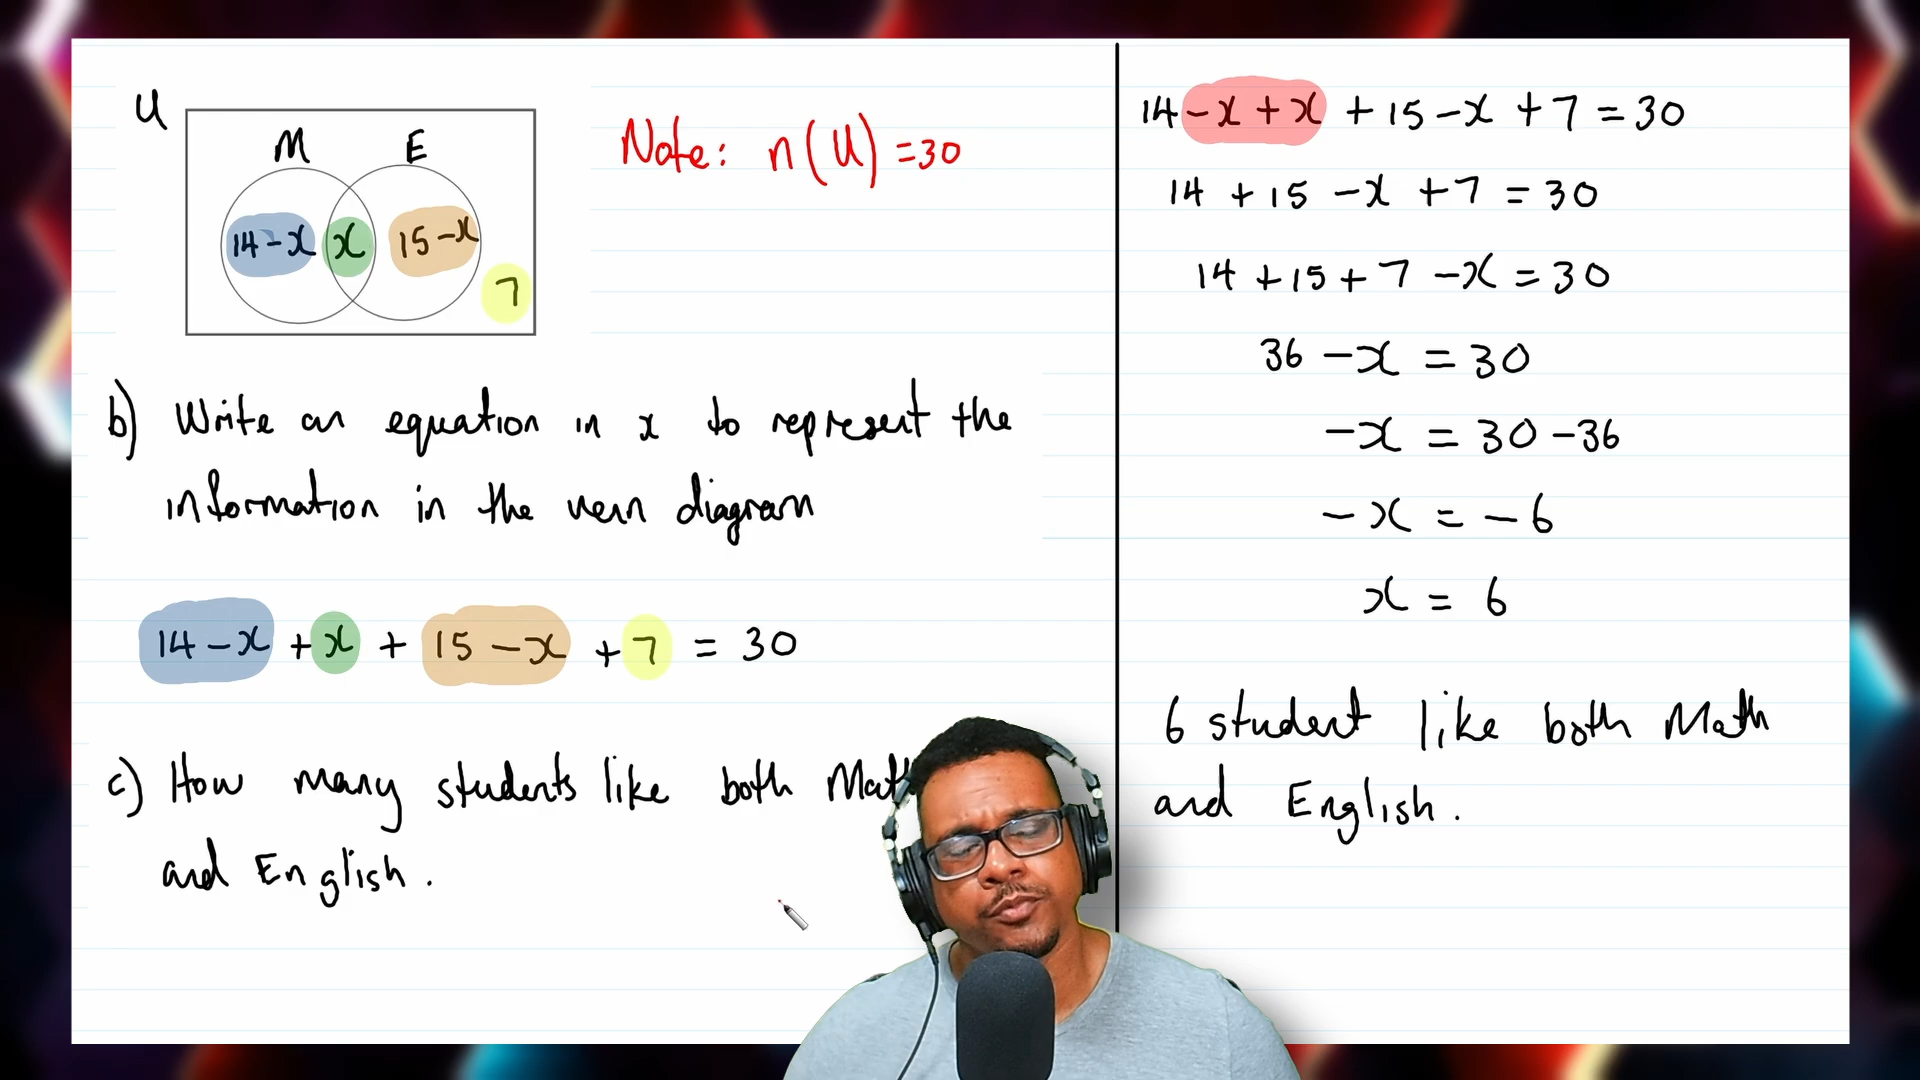 U
M E
14-x x 15-x
7
Note: n(U)=30
b) Write an equation in x to represent the
information in the venn diagram
14-x + x + 15-x + 7 = 30
c) How many students like both Math
and English.
14-x+x + 15-x + 7 = 30
14 + 15 - x + 7 = 30
14 + 15 + 7 - x = 30
36 - x = 30
-x = 30 - 36
-x = -6
x = 6
6 student like both Math
and English.